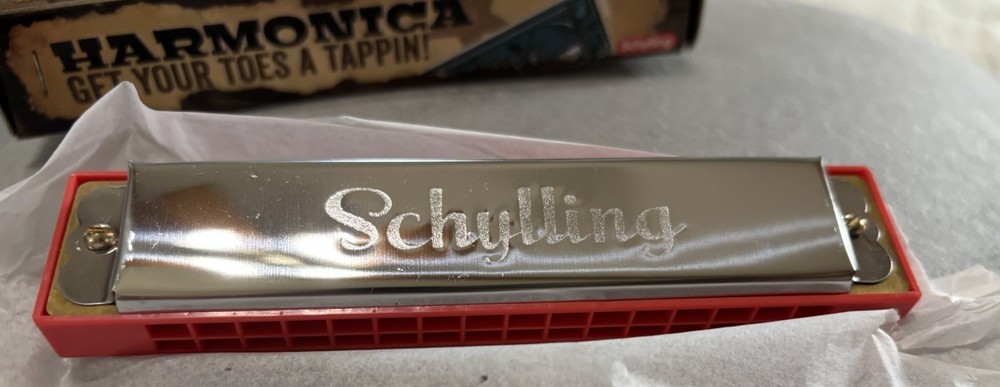 HARMONICA
GET YOUR TOES A TAPPIN!
Schylling